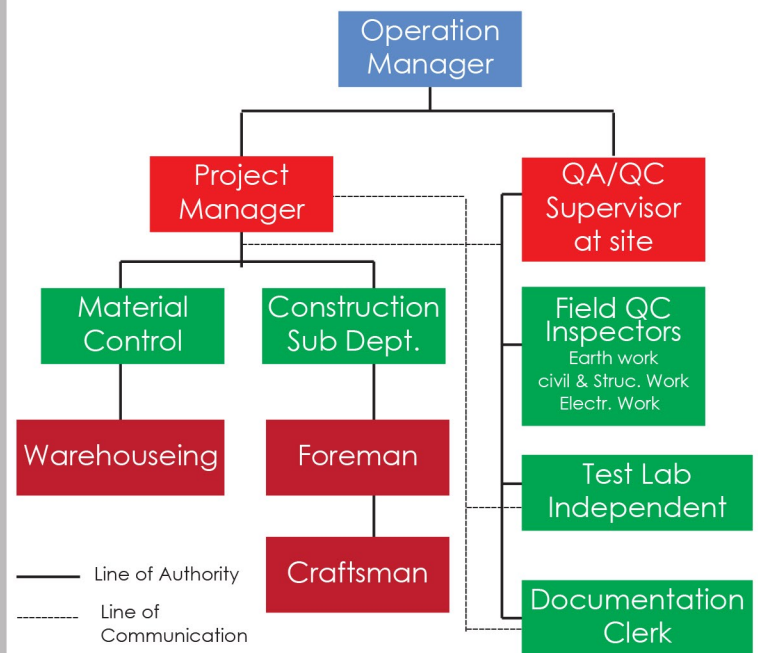 Operation
Manager
Project
Manager
QA/QC
Supervisor
at site
Material
Control
Construction
Sub Dept.
Field QC
Inspectors
Earth work
civil & Struc. Work
Electr. Work
Warehouseing
Foreman
Test Lab
Independent
Craftsman
Documentation
Clerk
Line of Authority
Line of
Communication